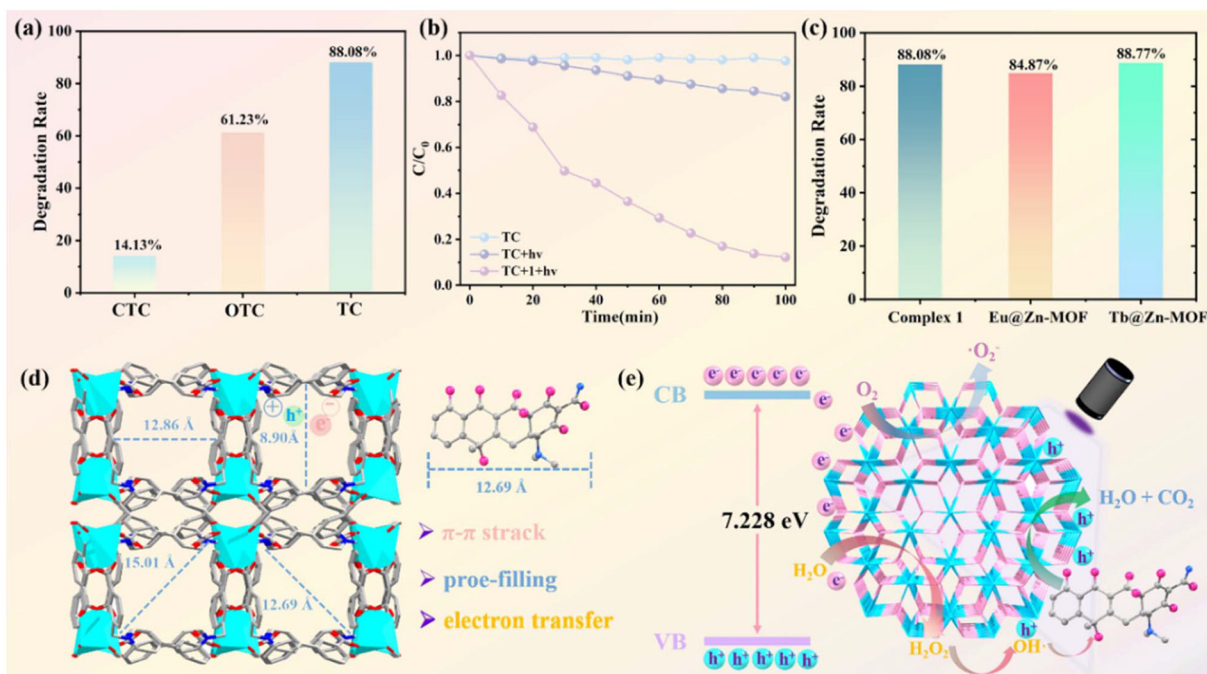 (a)
Degradation Rate
100
80
60
40
20
0
14.13%
61.23%
88.08%
CTC
OTC
TC
(b)
C/C0
1.0
0.8
0.6
0.4
0.2
0.0
TC
TC+hv
TC+1+hv
0
20
40
60
80
100
Time(min)
(c)
Degradation Rate
100
80
60
40
20
0
88.08%
84.87%
88.77%
Complex 1
Eu@Zn-MOF
Tb@Zn-MOF
(d)
12.86 Å
8.90Å
+
h+
−
e−
15.01 Å
12.69 Å
12.69 Å
π-π strack
proe-filling
electron transfer
(e)
CB
e- e- e- e- e-
e-
e-
e-
e-
e-
7.228 eV
VB
h+ h+ h+ h+ h+
O2
·O2-
h+
H2O + CO2
h+
h+
H2O
H2O2
h+
OH·